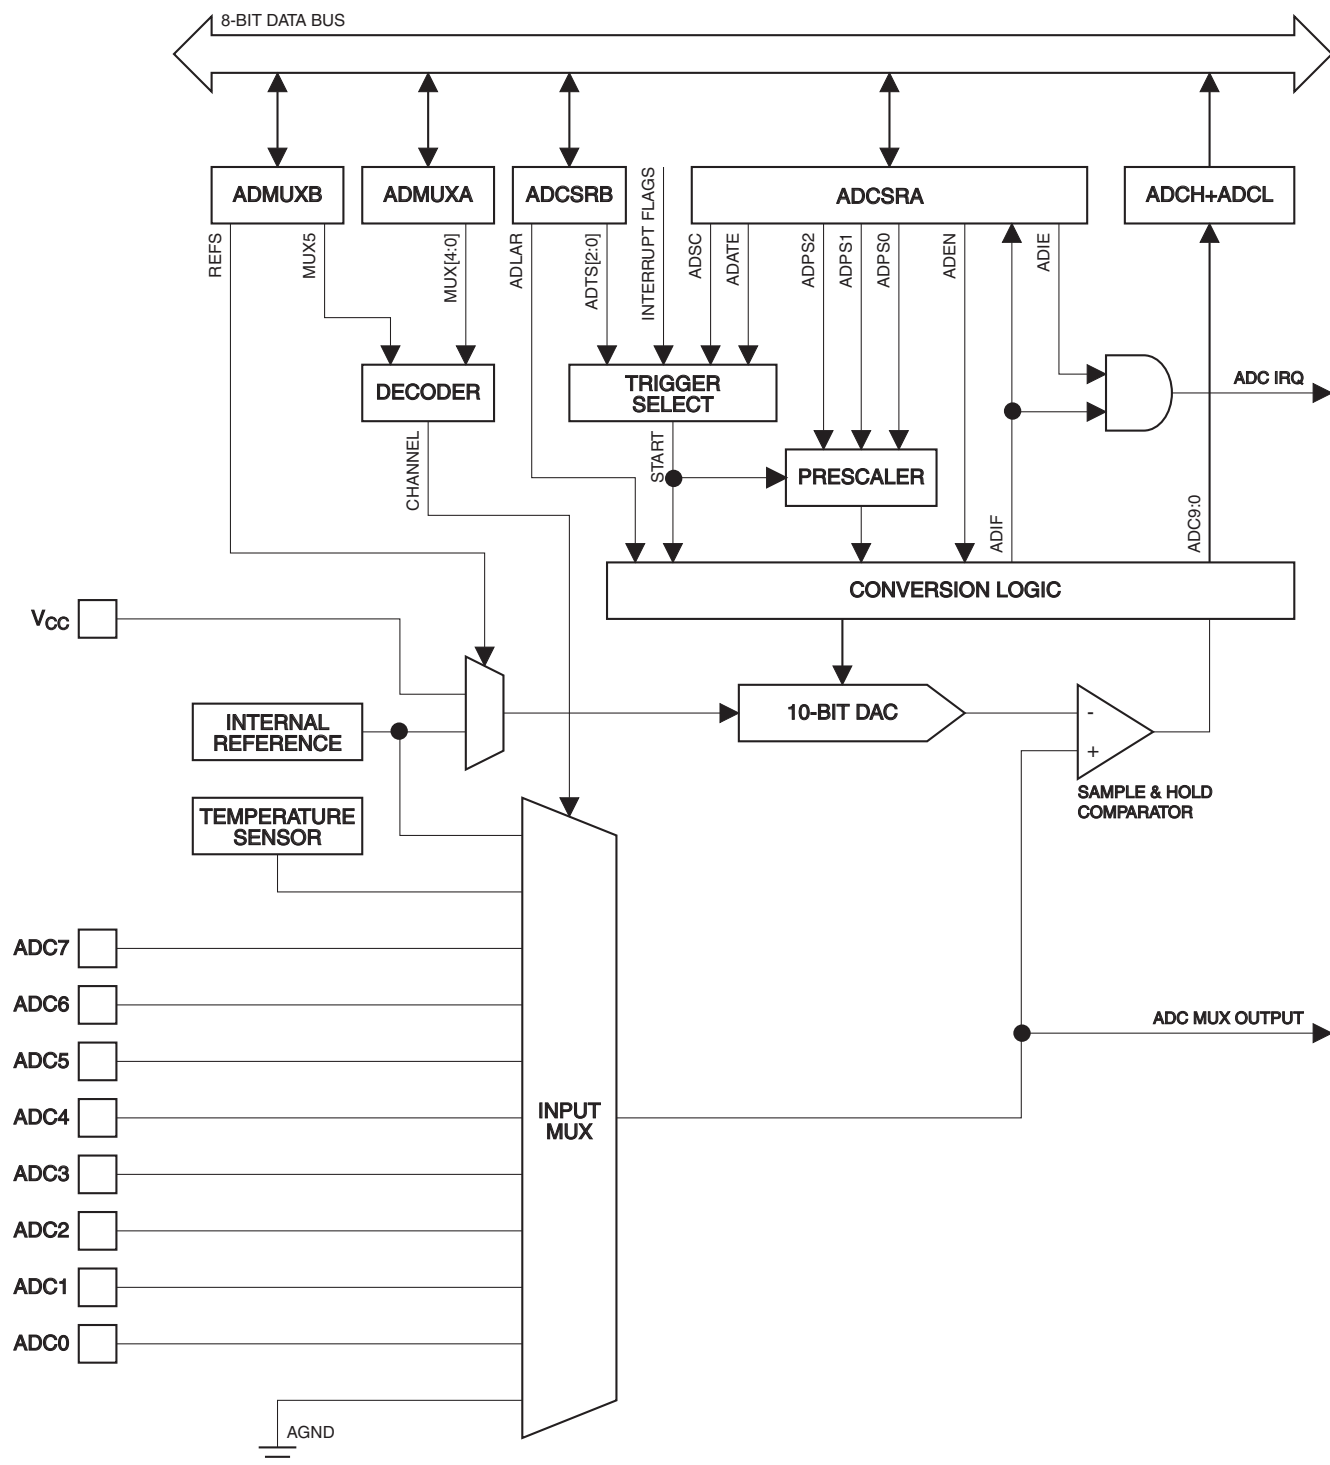 8-BIT DATA BUS
ADMUXB
ADMUXA
ADCSRB
INTERRUPT FLAGS
ADCSRA
ADCH+ADCL
REFS
MUX5
MUX[4:0]
ADLAR
ADTS[2:0]
ADSC
ADATE
ADPS2
ADPS1
ADPS0
ADEN
ADIE
DECODER
TRIGGER
SELECT
ADC IRQ
CHANNEL
START
PRESCALER
ADIF
ADC9:0
CONVERSION LOGIC
VCC
INTERNAL
REFERENCE
10-BIT DAC
-
+
SAMPLE & HOLD
COMPARATOR
TEMPERATURE
SENSOR
ADC7
ADC6
ADC5
ADC4
ADC3
ADC2
ADC1
ADC0
INPUT
MUX
ADC MUX OUTPUT
AGND